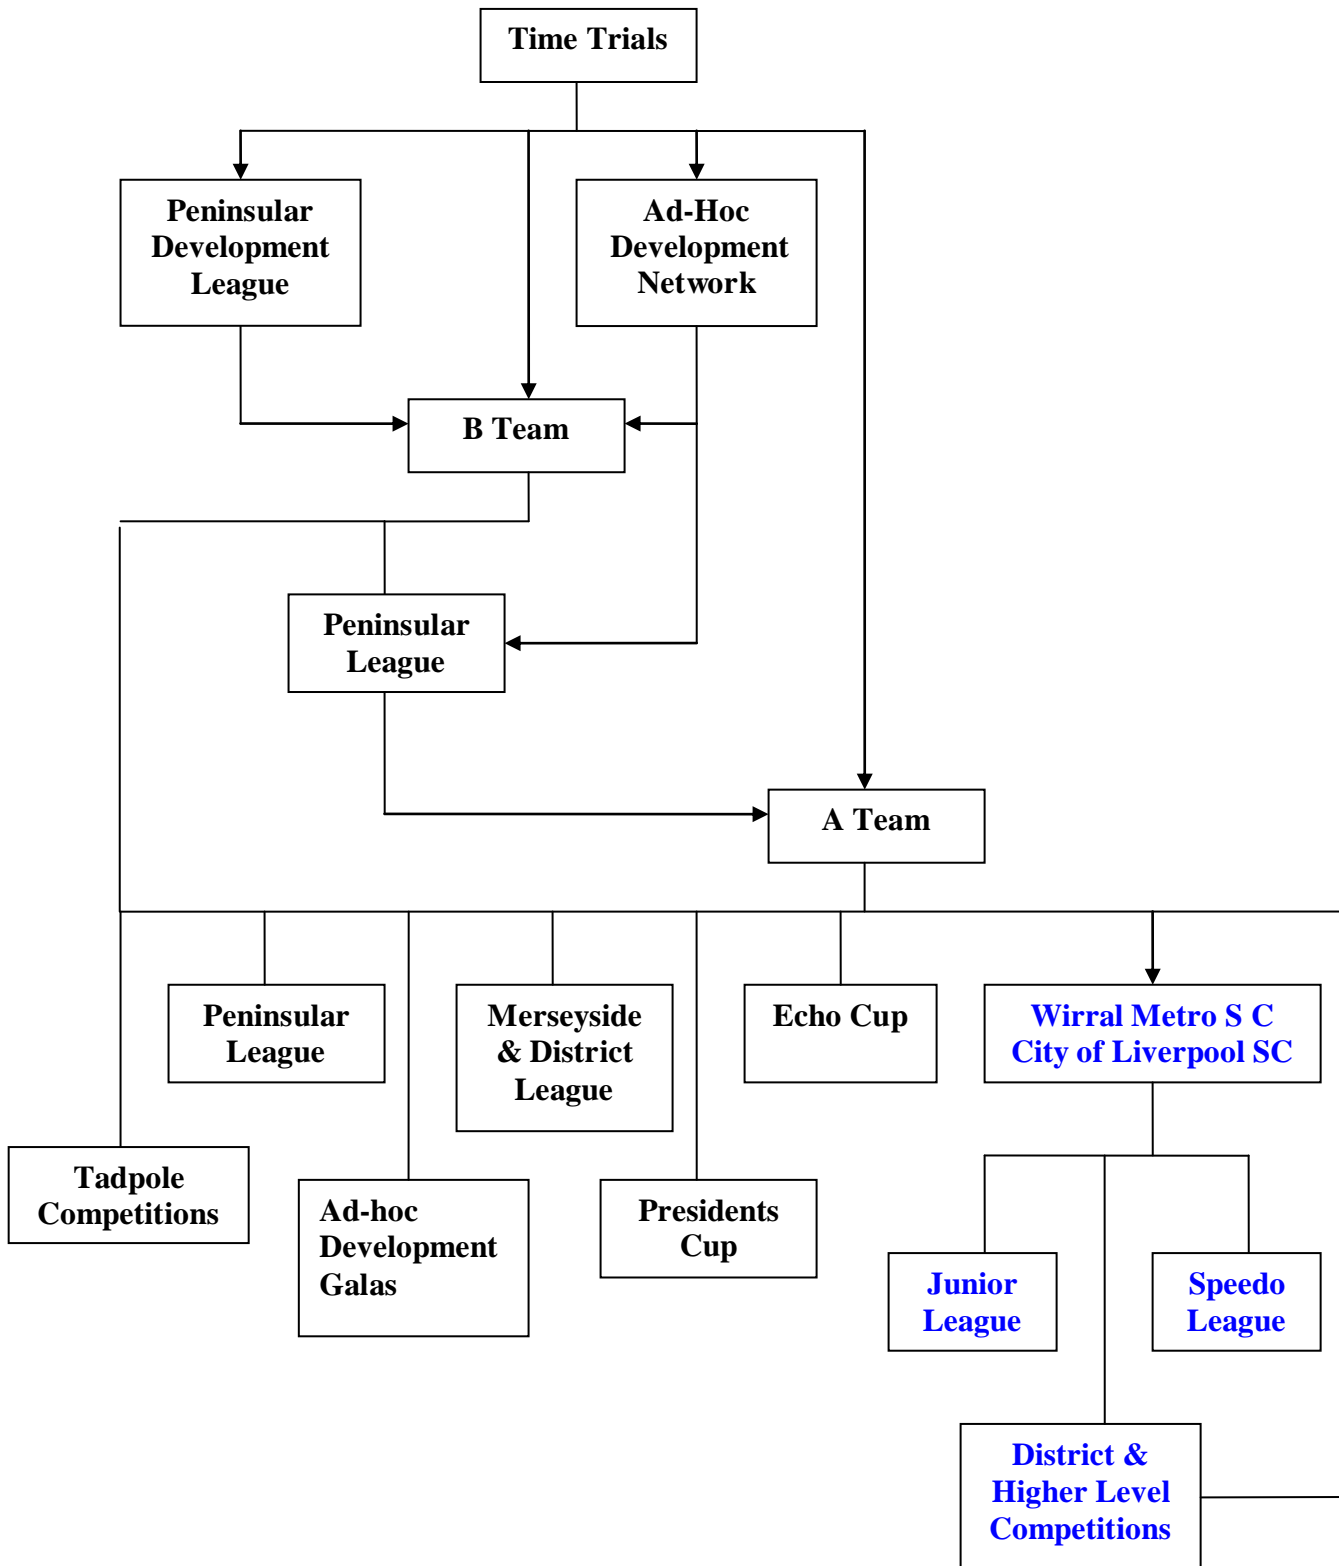 Time Trials
Peninsular
Development
League
Ad-Hoc
Development
Network
B Team
Peninsular
League
A Team
Peninsular
League
Merseyside
& District
League
Echo Cup
Wirral Metro S C
City of Liverpool SC
Tadpole
Competitions
Ad-hoc
Development
Galas
Presidents
Cup
Junior
League
Speedo
League
District &
Higher Level
Competitions